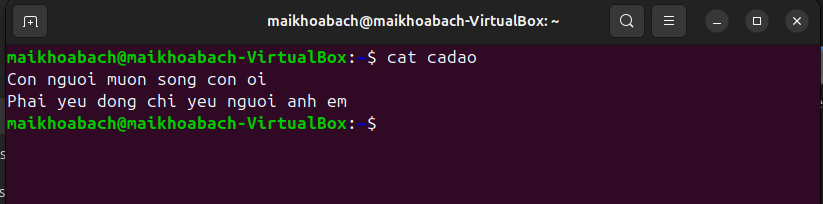 maikhoabach@maikhoabach-VirtualBox: ~
maikhoabach@maikhoabach-VirtualBox:~$ cat cadao
Con nguoi muon song con oi
Phai yeu dong chi yeu nguoi anh em
maikhoabach@maikhoabach-VirtualBox:~$